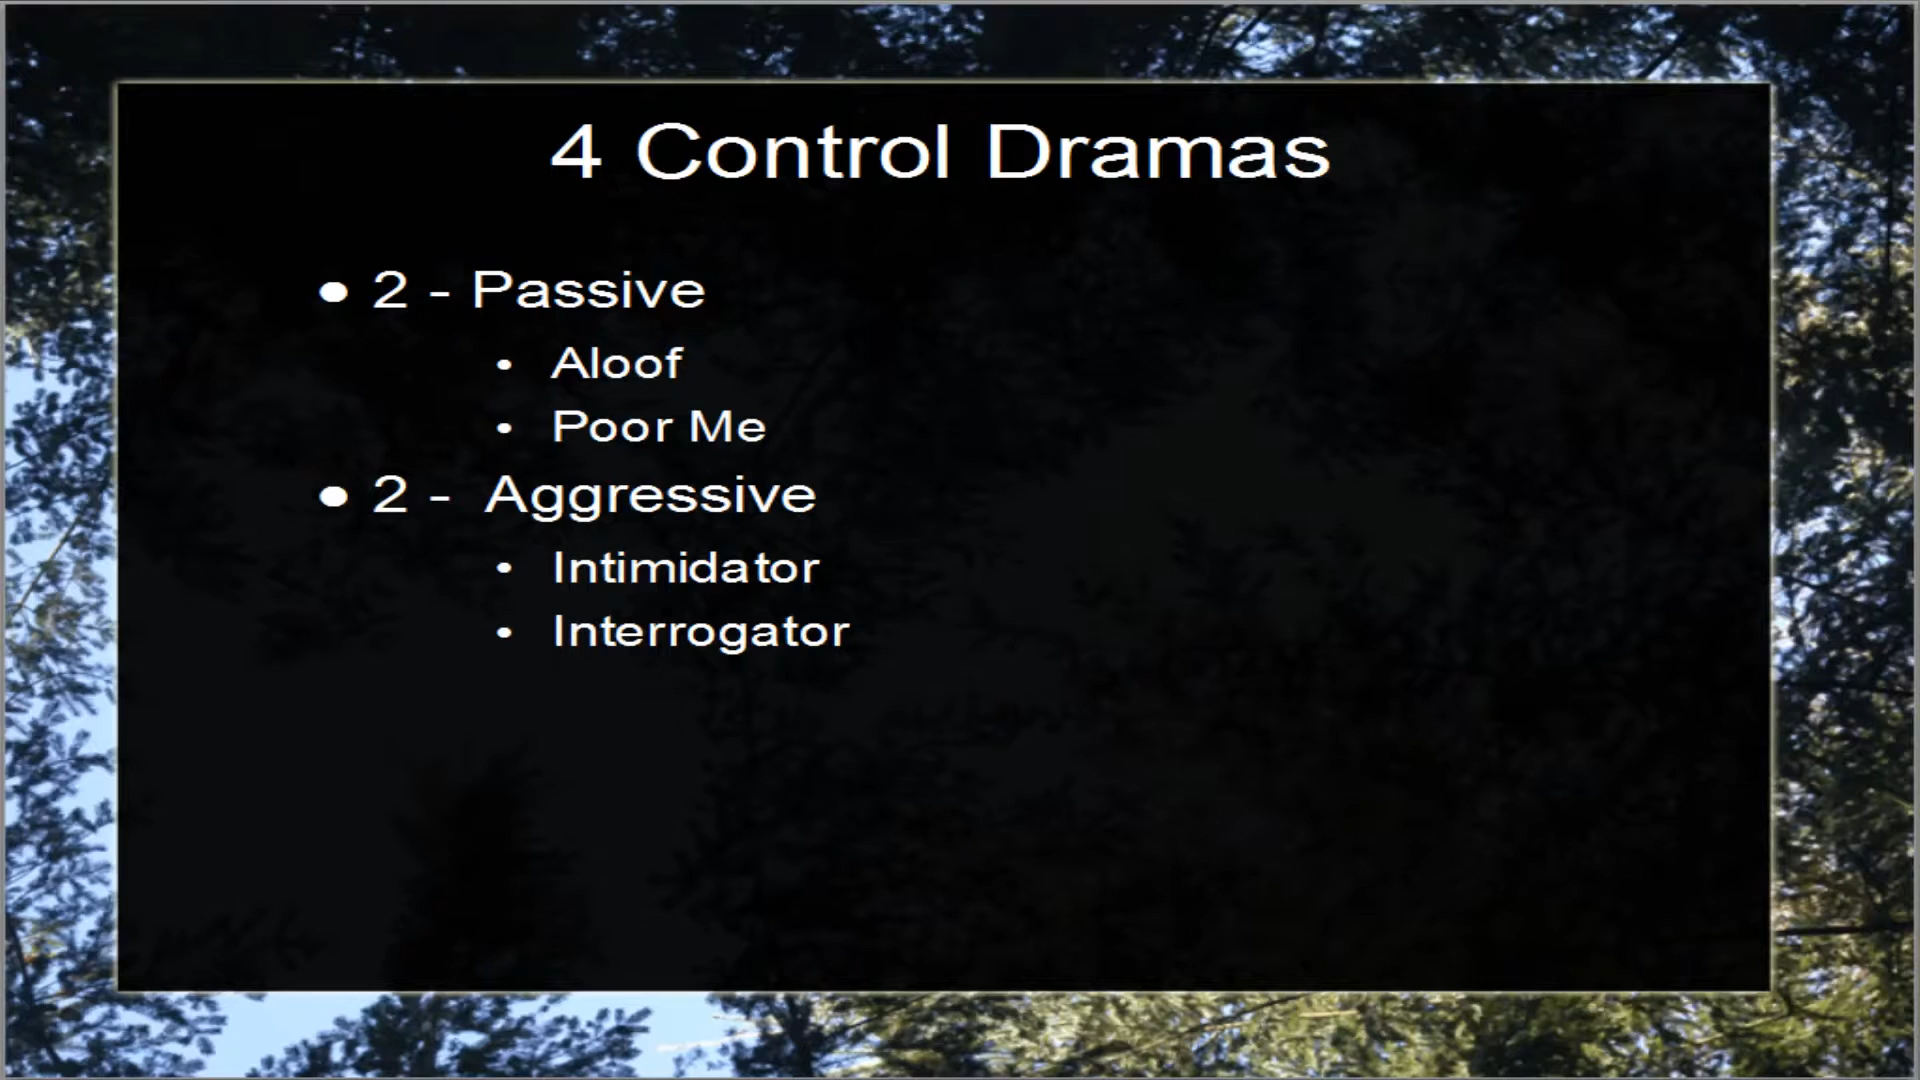 4 Control Dramas
● 2 - Passive
• Aloof
• Poor Me
● 2 - Aggressive
• Intimidator
• Interrogator